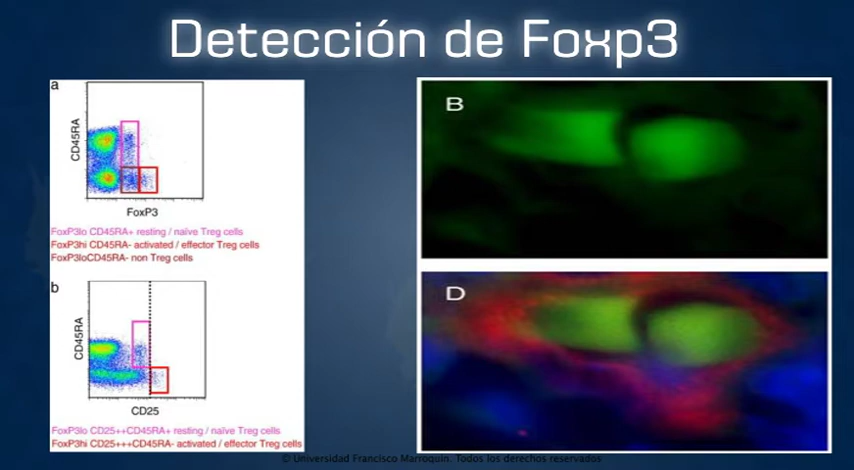 Detección de Foxp3
a
CD45RA
FoxP3
FoxP3lo CD45RA+ resting / naïve Treg cells
FoxP3hi CD45RA- activated / effector Treg cells
FoxP3loCD45RA- non Treg cells
b
CD45RA
CD25
FoxP3lo CD25++CD45RA+ resting / naïve Treg cells
FoxP3hi CD25+++CD45RA- activated / effector Treg cells
B
D
© Universidad Francisco Marroquín. Todos los derechos reservados